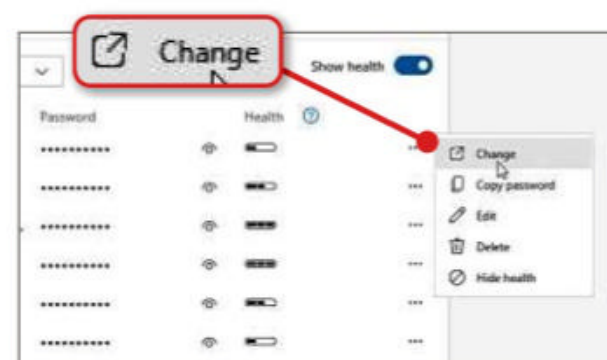 Change
Show health
Password Health ?
•••••••••• ...
•••••••••• ...
•••••••••• ...
•••••••••• ...
•••••••••• ...
•••••••••• ...
Change
Copy password
Edit
Delete
Hide health